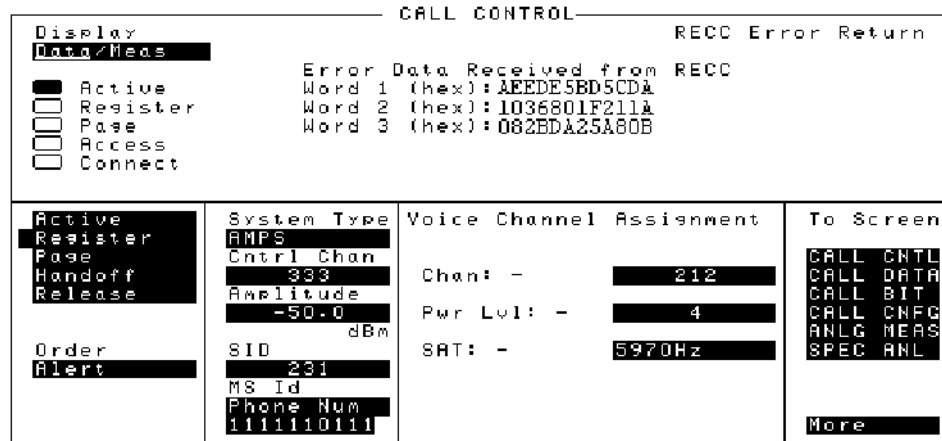 CALL CONTROL
Display
Data/Meas
RECC Error Return
Error Data Received from RECC
Word 1 (hex):AEEDE5BD5CDA
Word 2 (hex):1036801F211A
Word 3 (hex):082BDA25A80B
Active
Register
Page
Access
Connect
Active
Register
Page
Handoff
Release
Order
Alert
System Type
AMPS
Cntrl Chan
333
Amplitude
-50.0
dBm
SID
231
MS Id
Phone Num
1111110111
Voice Channel Assignment
Chan: - 212
Pwr Lvl: - 4
SAT: - 5970Hz
To Screen
CALL CNTL
CALL DATA
CALL BIT
CALL CNFG
ANLG MEAS
SPEC ANL
More